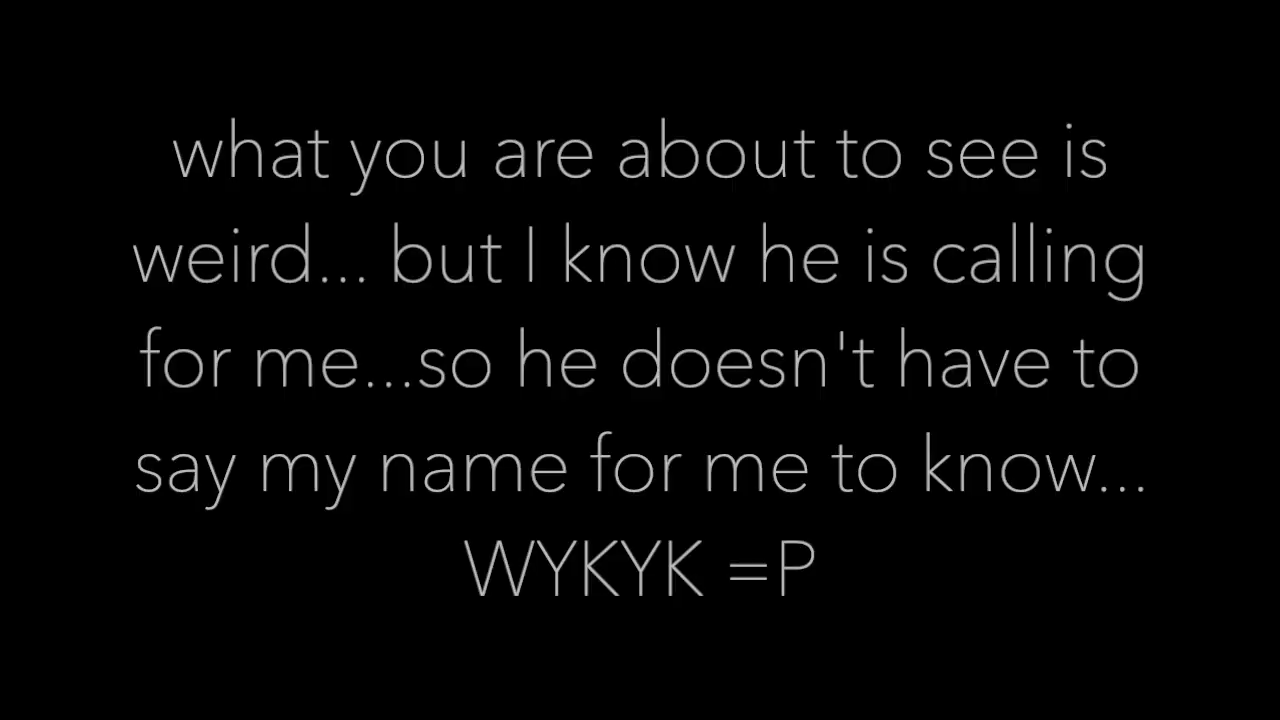 what you are about to see is
weird... but I know he is calling
for me...so he doesn't have to
say my name for me to know...
WYKYK =P